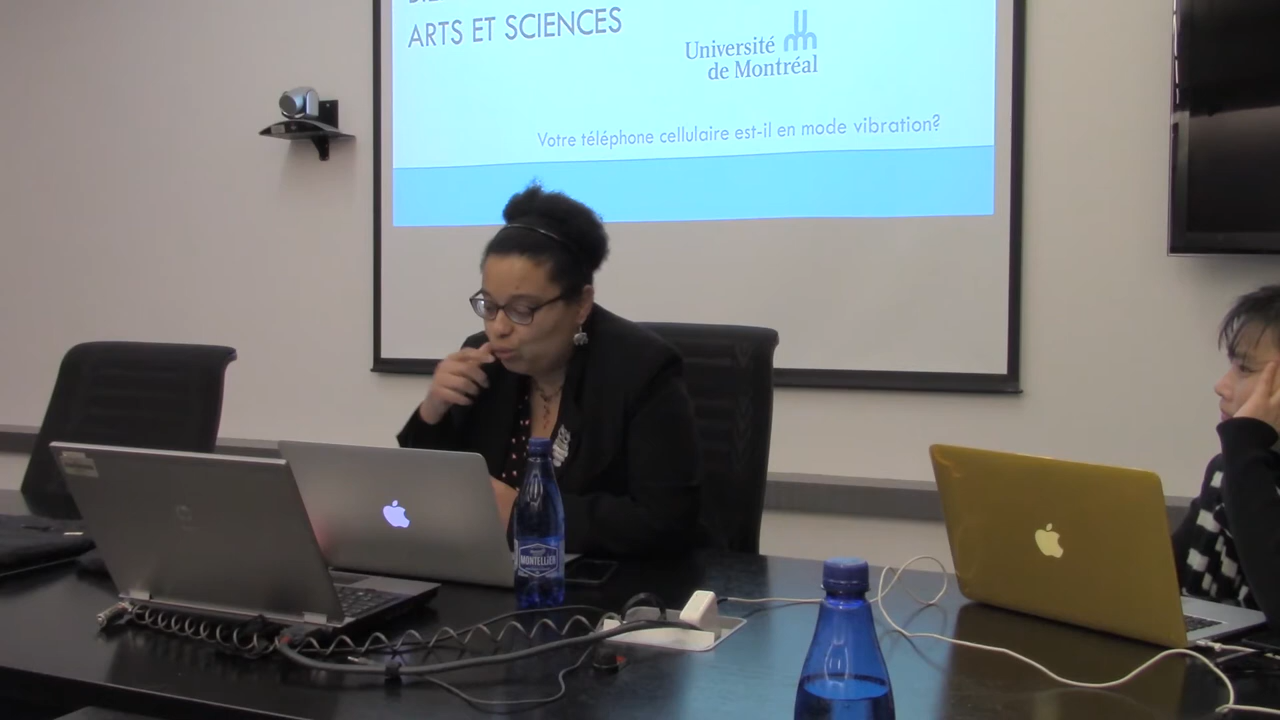 ARTS ET SCIENCES
Université
de Montréal
Votre téléphone cellulaire est-il en mode vibration?
MONTELLIER